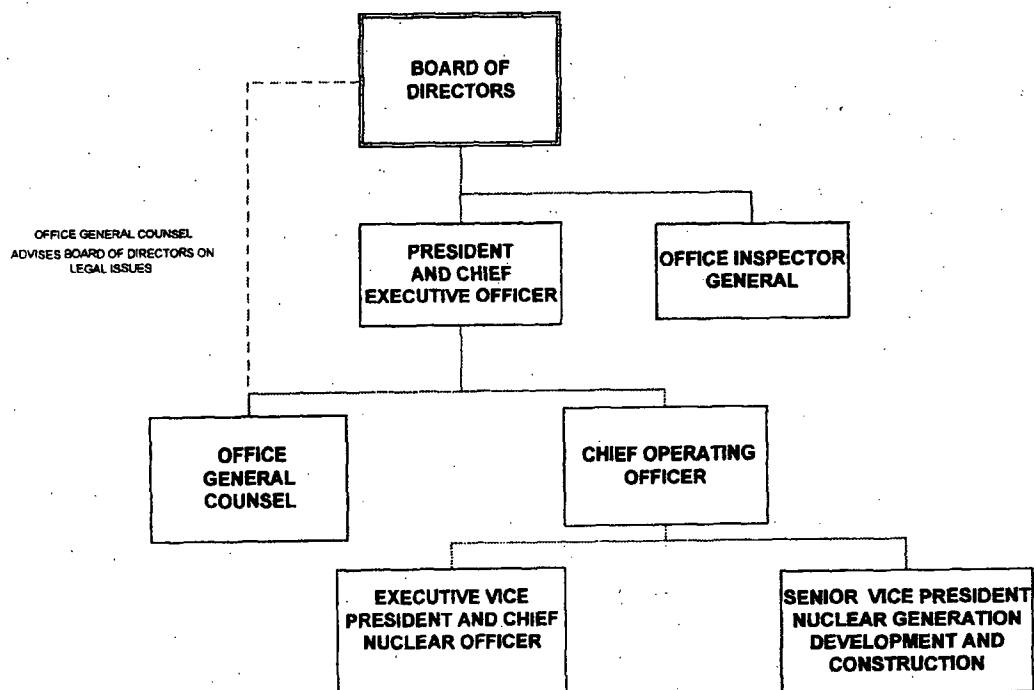 BOARD OF
DIRECTORS
OFFICE GENERAL COUNSEL
ADVISES BOARD OF DIRECTORS ON
LEGAL ISSUES
PRESIDENT
AND CHIEF
EXECUTIVE OFFICER
OFFICE INSPECTOR
GENERAL
OFFICE
GENERAL
COUNSEL
CHIEF OPERATING
OFFICER
EXECUTIVE VICE
PRESIDENT AND CHIEF
NUCLEAR OFFICER
SENIOR VICE PRESIDENT
NUCLEAR GENERATION
DEVELOPMENT AND
CONSTRUCTION